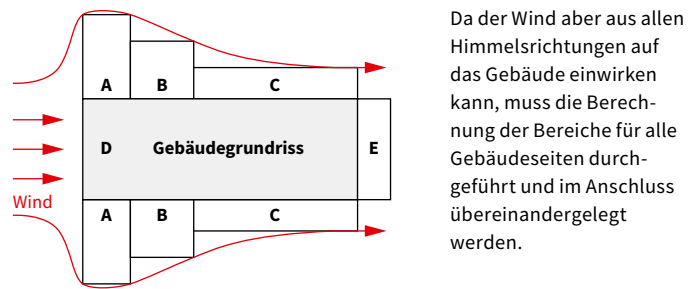 A B C
D Gebäudegrundriss E
Wind
A B C
Da der Wind aber aus allen
Himmelsrichtungen auf
das Gebäude einwirken
kann, muss die Berech-
nung der Bereiche für alle
Gebäudeseiten durch-
geführt und im Anschluss
übereinandergelegt
werden.